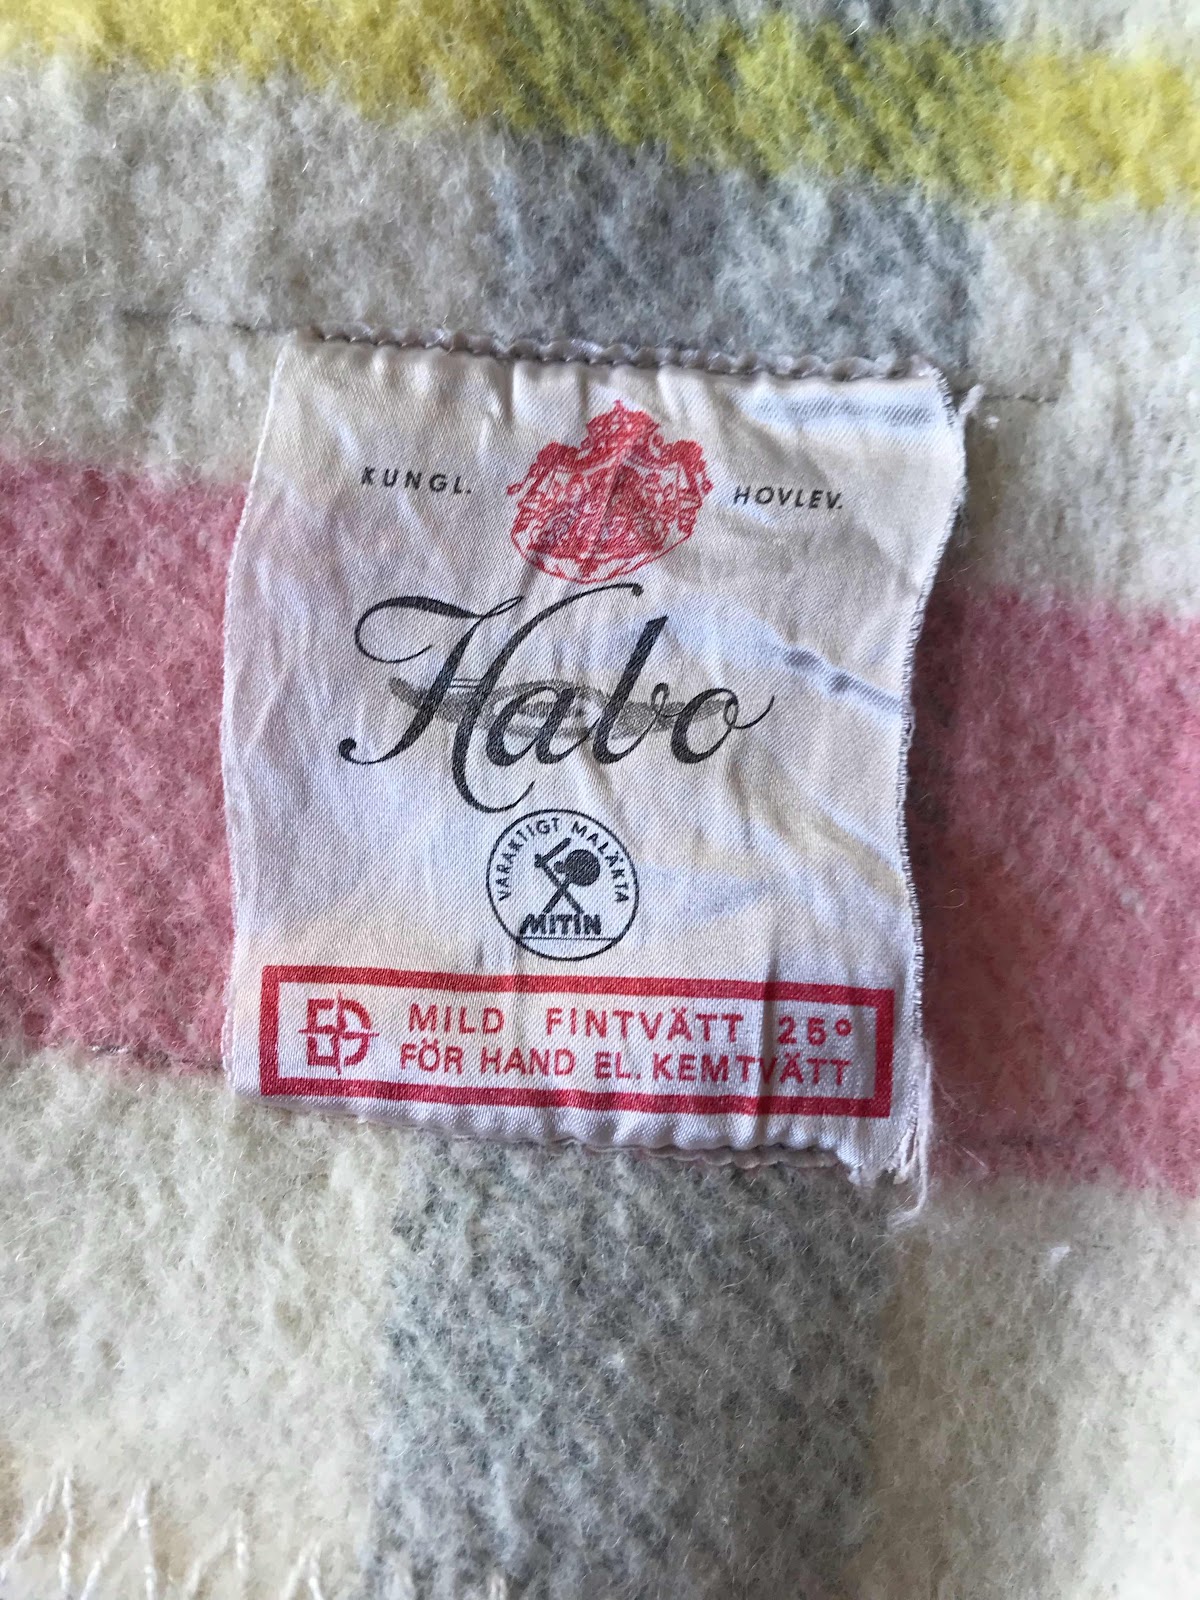 KUNGL. HOVLEV.
Habo
VARAKTIGT MALÄKTA
MITIN
MILD FINTVÄTT 25°
FÖR HAND EL. KEMTVÄTT